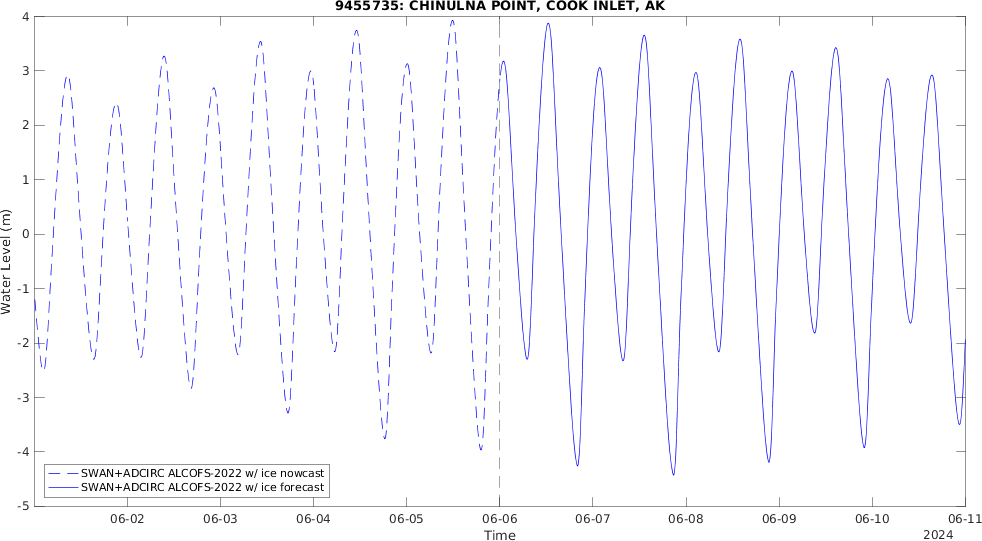 9455735: CHINULNA POINT, COOK INLET, AK
Water Level (m)
4
3
2
1
0
-1
-2
-3
-4
-5
SWAN+ADCIRC ALCOFS-2022 w/ ice nowcast
SWAN+ADCIRC ALCOFS-2022 w/ ice forecast
06-02 06-03 06-04 06-05 06-06 06-07 06-08 06-09 06-10 06-11
Time
2024